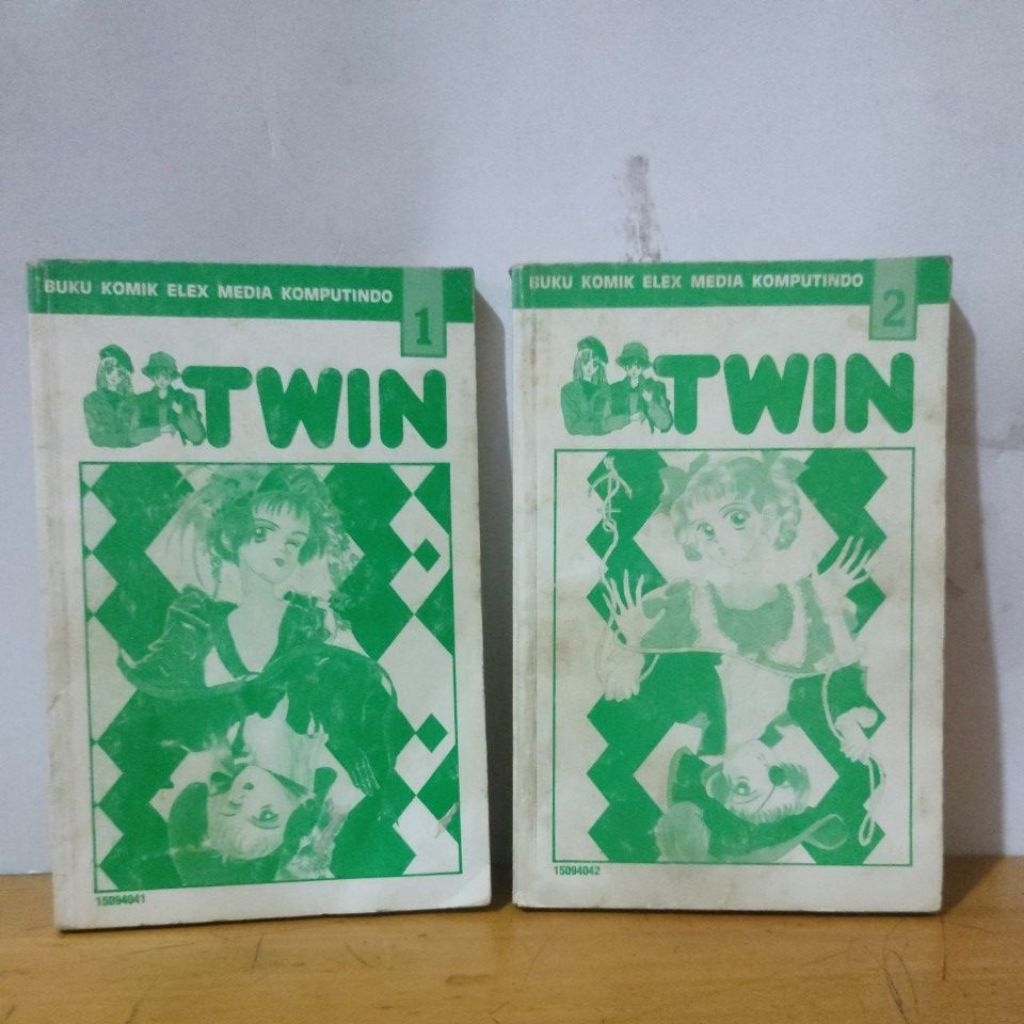 BUKU KOMIK ELEX MEDIA KOMPUTINDO
1
TWIN
15094041
BUKU KOMIK ELEX MEDIA KOMPUTINDO
2
TWIN
15094042